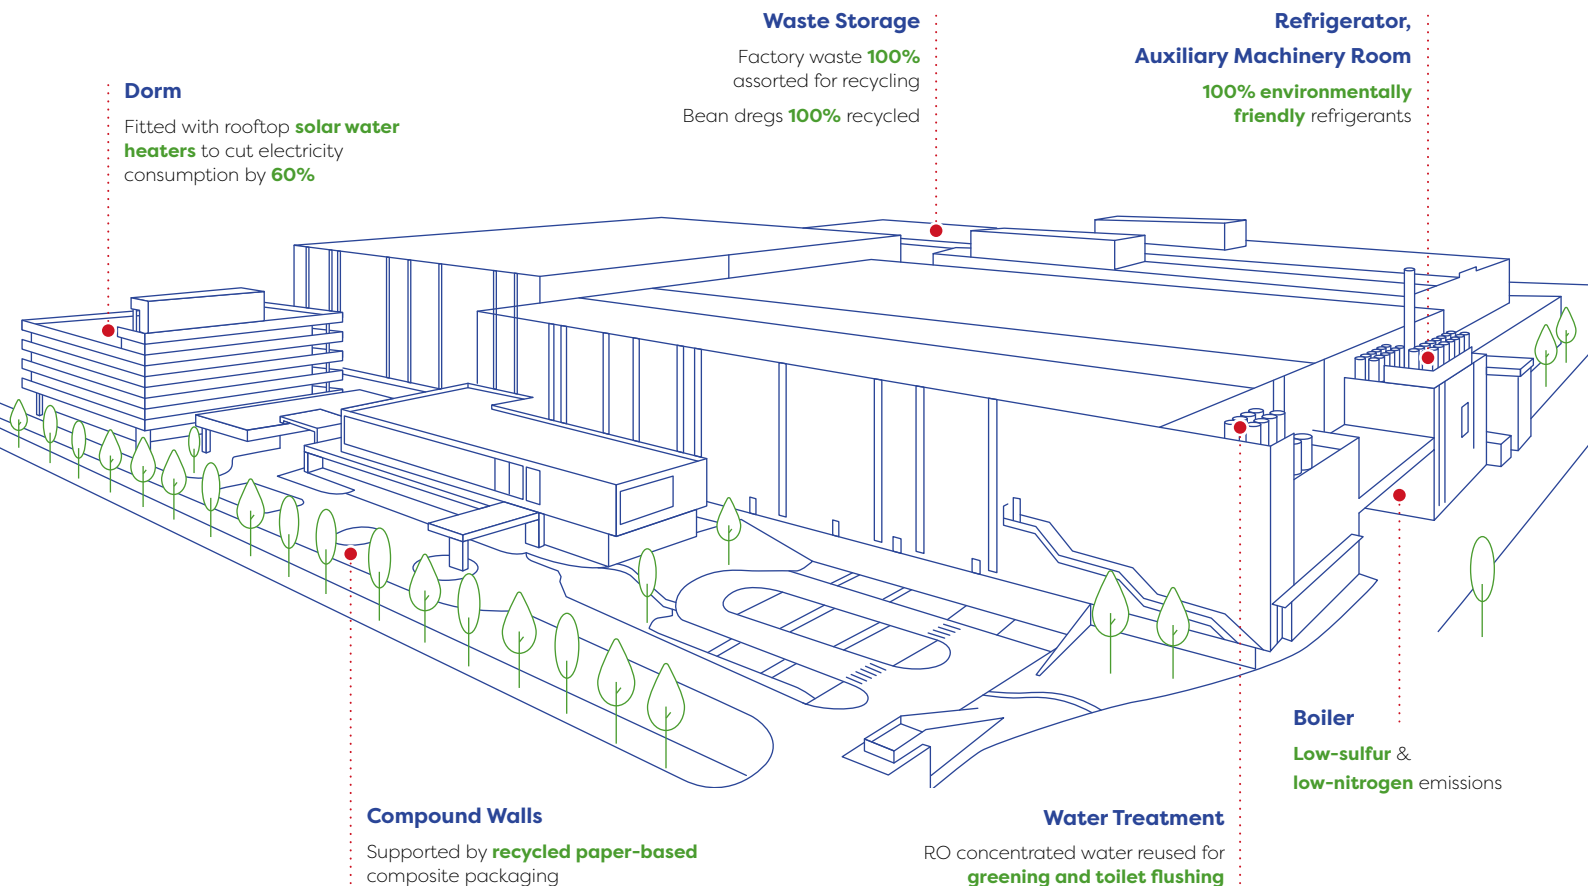 Waste Storage
Factory waste 100%
assorted for recycling
Bean dregs 100% recycled
Refrigerator,
Auxiliary Machinery Room
100% environmentally
friendly refrigerants
Dorm
Fitted with rooftop solar water
heaters to cut electricity
consumption by 60%
Boiler
Low-sulfur &
low-nitrogen emissions
Compound Walls
Supported by recycled paper-based
composite packaging
Water Treatment
RO concentrated water reused for
greening and toilet flushing